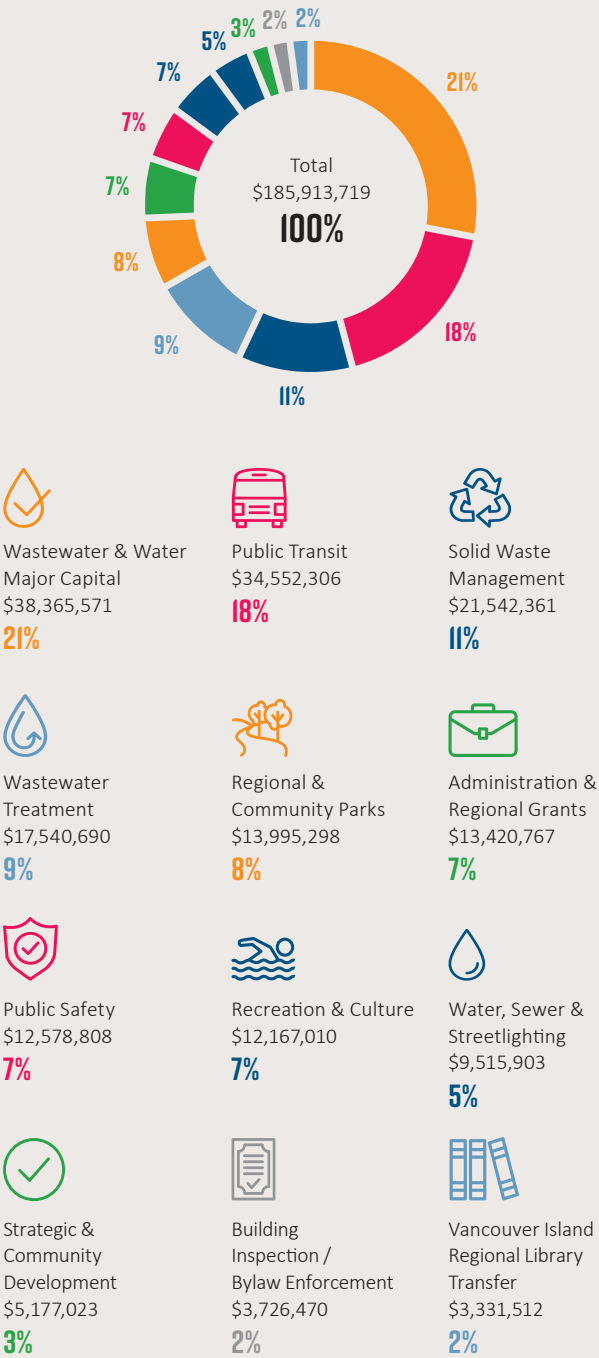 5%
3%
2%
2%
7%
21%
7%
Total
$185,913,719
100%
7%
8%
9%
18%
11%
Wastewater & Water
Major Capital
$38,365,571
21%
Public Transit
$34,552,306
18%
Solid Waste
Management
$21,542,361
11%
Wastewater
Treatment
$17,540,690
9%
Regional &
Community Parks
$13,995,298
8%
Administration &
Regional Grants
$13,420,767
7%
Public Safety
$12,578,808
7%
Recreation & Culture
$12,167,010
7%
Water, Sewer &
Streetlighting
$9,515,903
5%
Strategic &
Community
Development
$5,177,023
3%
Building
Inspection /
Bylaw Enforcement
$3,726,470
2%
Vancouver Island
Regional Library
Transfer
$3,331,512
2%